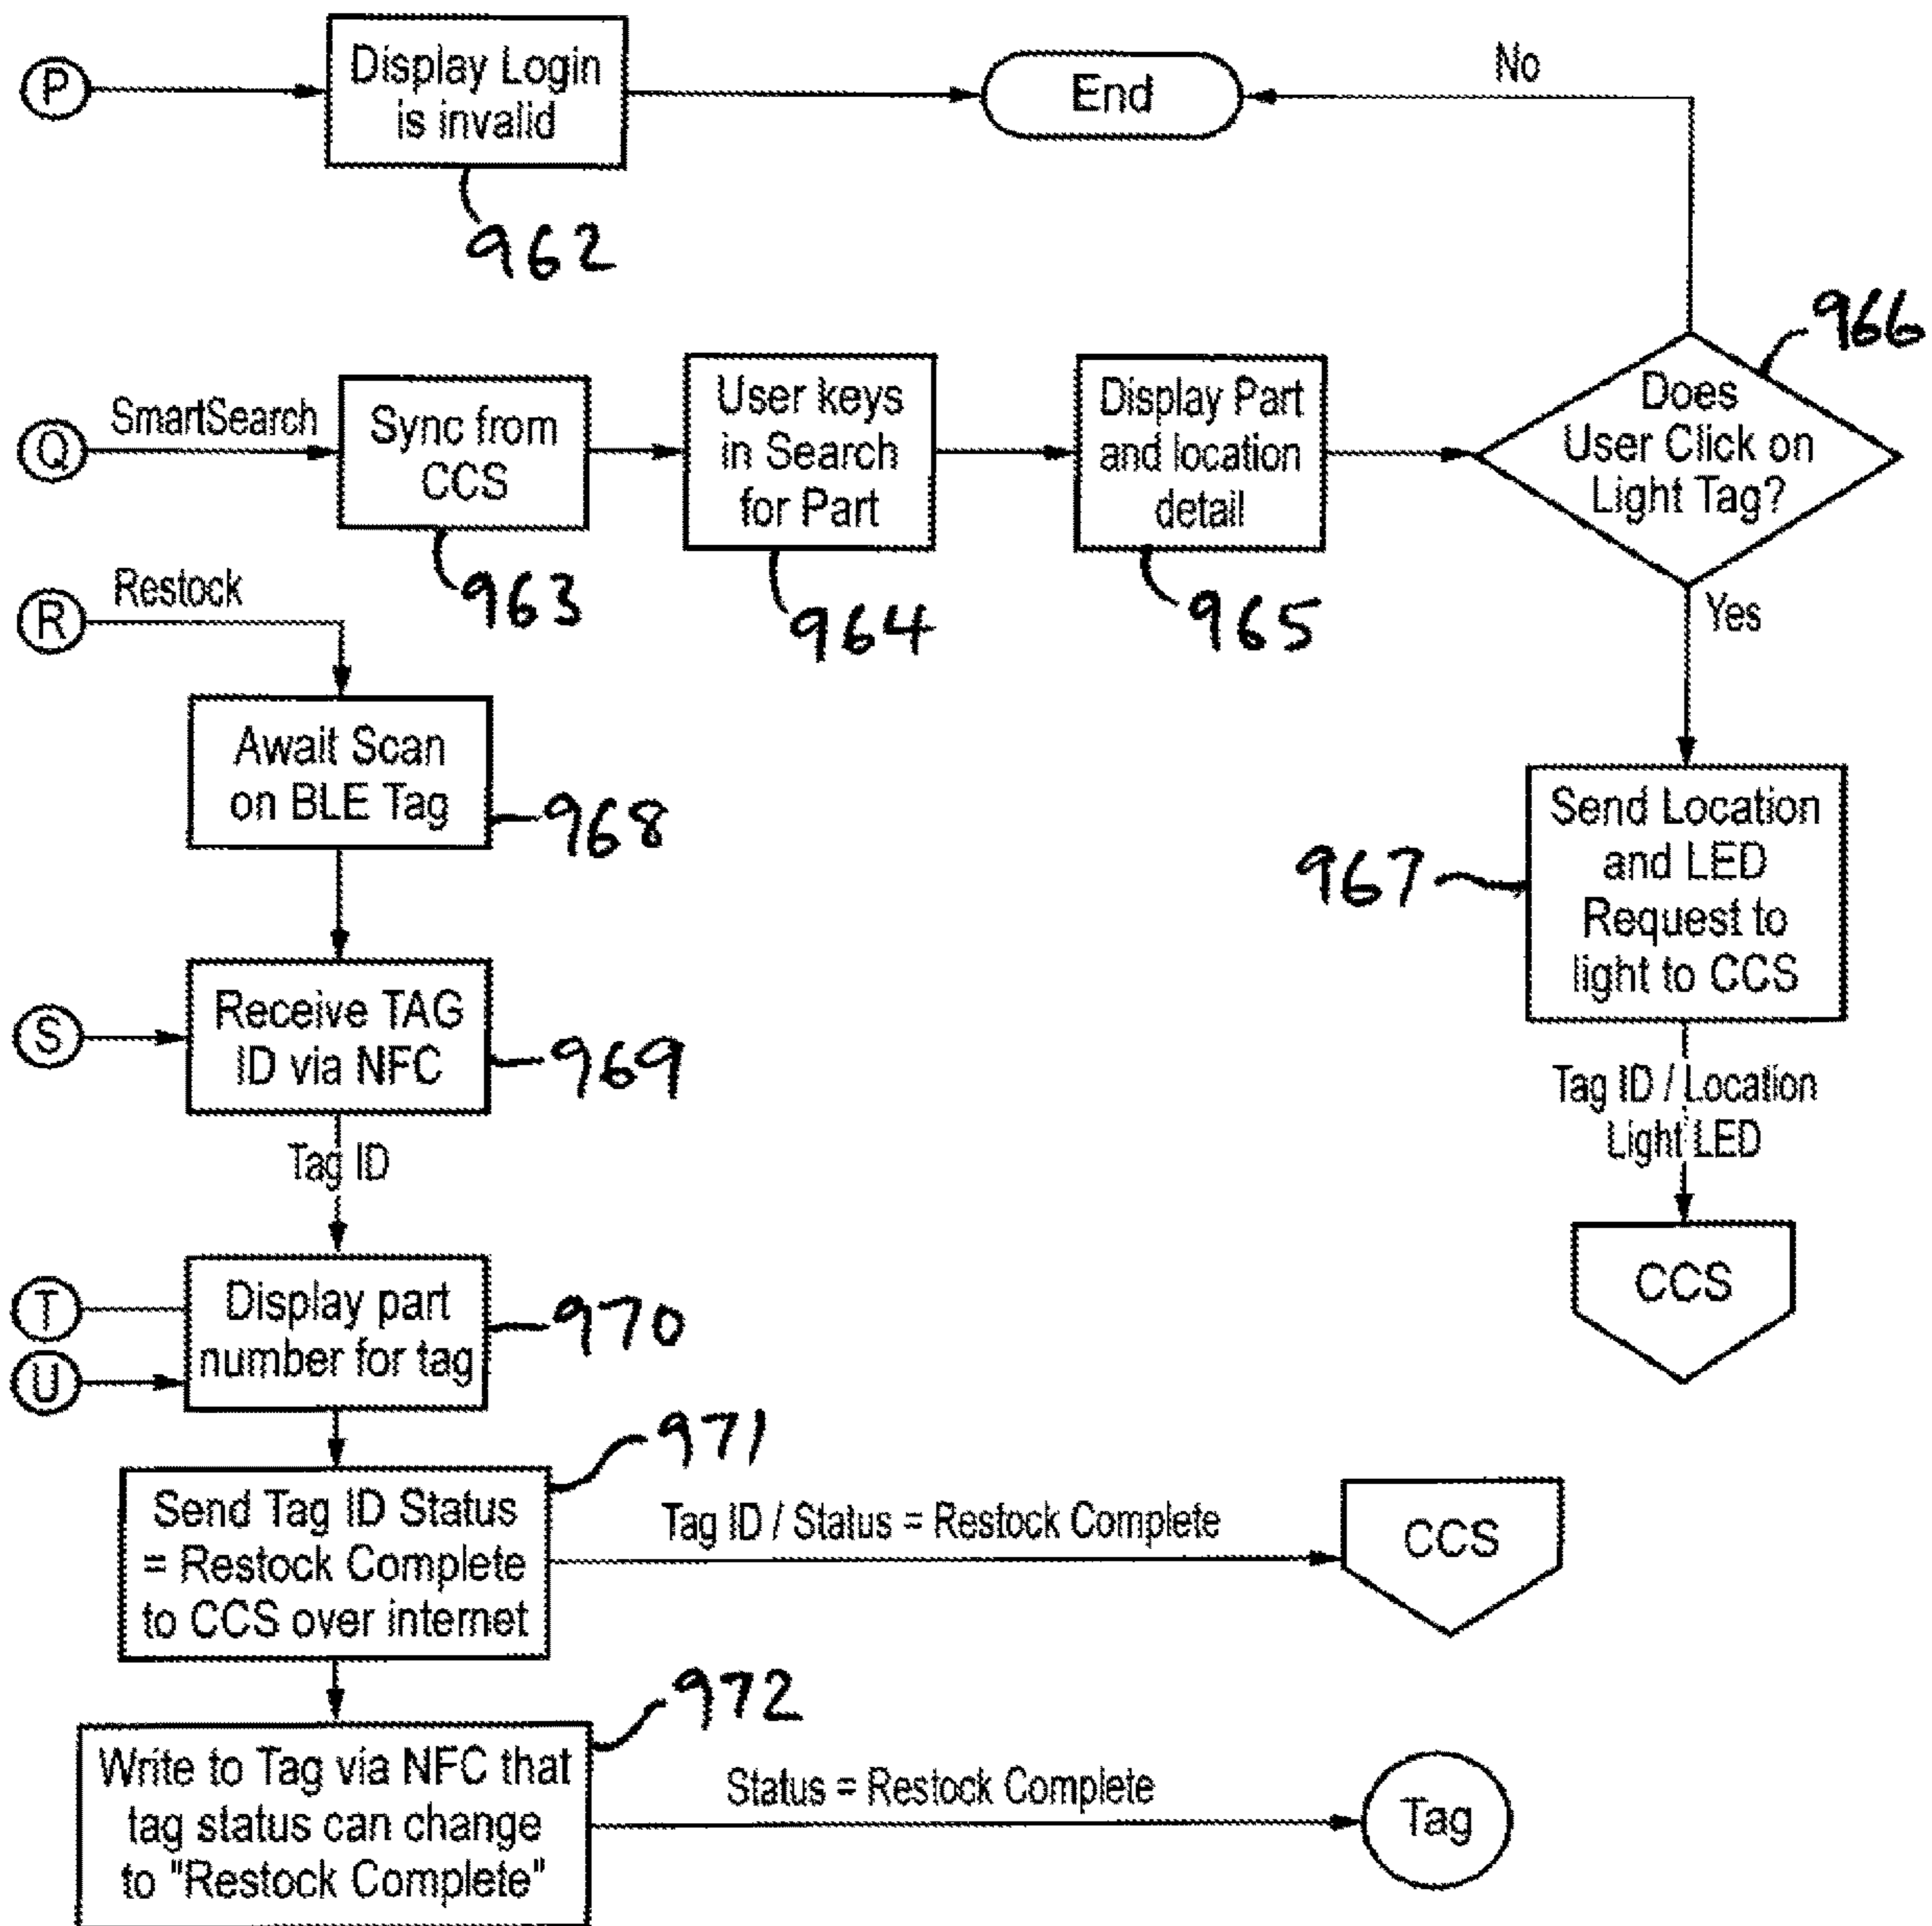 P
Display Login
is invalid
End
No
962
966
Q
SmartSearch
Sync from
CCS
User keys
in Search
for Part
Display Part
and location
detail
Does
User Click on
Light Tag?
963
964
965
Yes
R
Restock
Await Scan
on BLE Tag
968
Send Location
and LED
Request to
light to CCS
967
S
Receive TAG
ID via NFC
969
Tag ID / Location
Light LED
Tag ID
CCS
T
U
Display part
number for tag
970
971
Send Tag ID Status
= Restock Complete
to CCS over internet
Tag ID / Status = Restock Complete
CCS
972
Write to Tag via NFC that
tag status can change
to "Restock Complete"
Status = Restock Complete
Tag